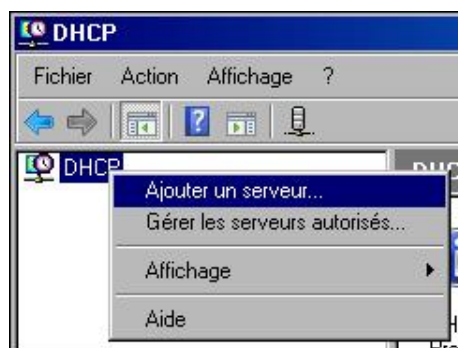 DHCP
Fichier Action Affichage ?
DHCP
Ajouter un serveur...
Gérer les serveurs autorisés...
Affichage
Aide